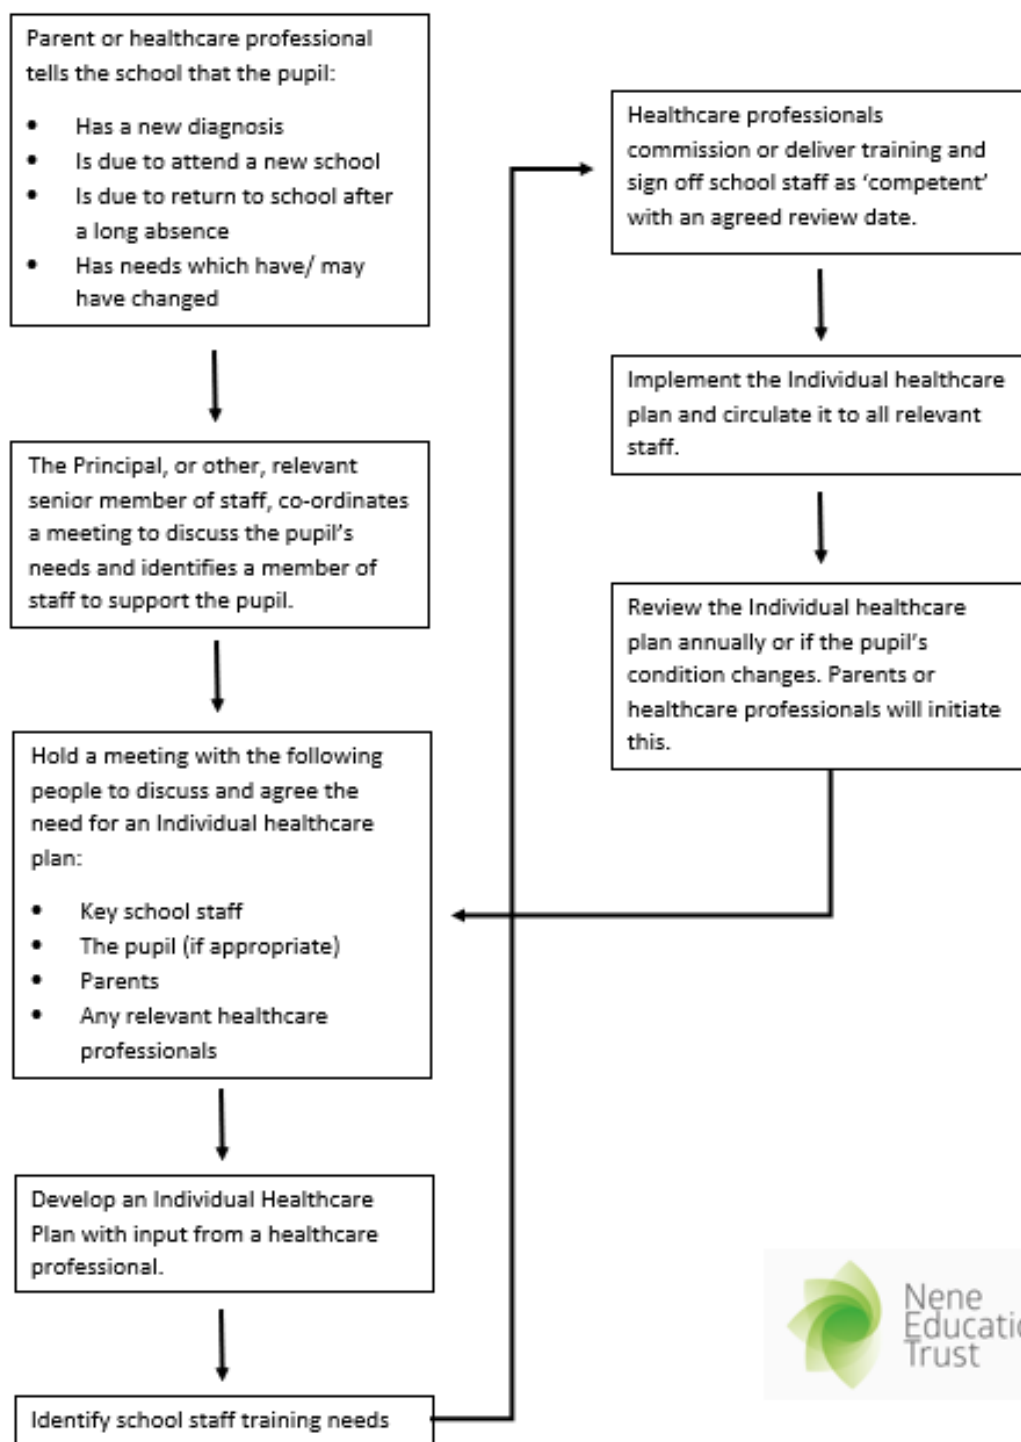 Parent or healthcare professional
tells the school that the pupil:
• Has a new diagnosis
• Is due to attend a new school
• Is due to return to school after
a long absence
• Has needs which have/ may
have changed
The Principal, or other, relevant
senior member of staff, co-ordinates
a meeting to discuss the pupil's
needs and identifies a member of
staff to support the pupil.
Hold a meeting with the following
people to discuss and agree the
need for an Individual healthcare
plan:
• Key school staff
• The pupil (if appropriate)
• Parents
• Any relevant healthcare
professionals
Develop an Individual Healthcare
Plan with input from a healthcare
professional.
Identify school staff training needs
Healthcare professionals
commission or deliver training and
sign off school staff as ‘competent’
with an agreed review date.
Implement the Individual healthcare
plan and circulate it to all relevant
staff.
Review the Individual healthcare
plan annually or if the pupil's
condition changes. Parents or
healthcare professionals will initiate
this.
Nene
Educatio
Trust